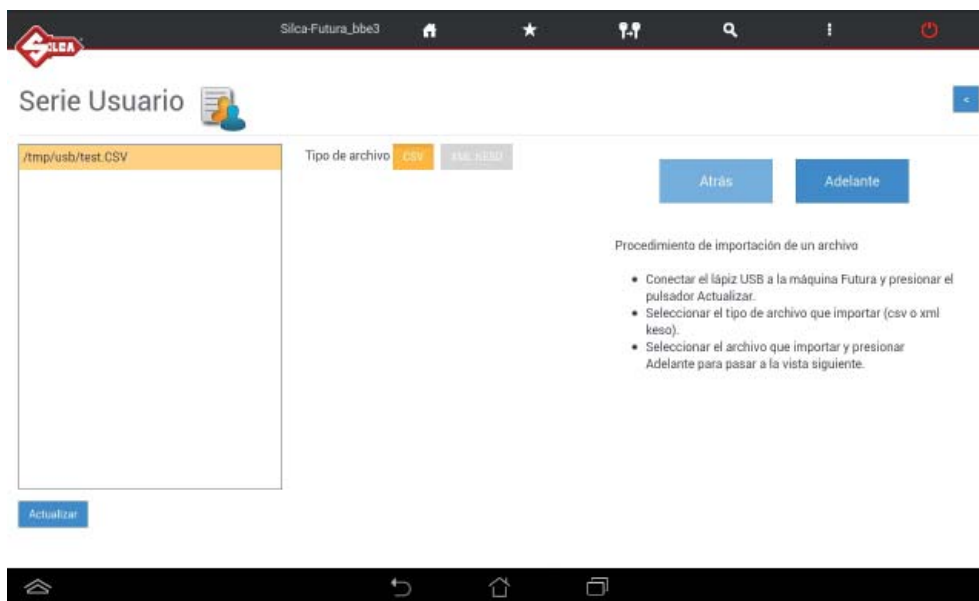 Silca-Futura_bbe3
SILCA
Serie Usuario
<
/tmp/usb/test.CSV
Tipo de archivo CSV XML KESO
Atrás Adelante
Procedimiento de importación de un archivo
• Conectar el lápiz USB a la máquina Futura y presionar el
pulsador Actualizar.
• Seleccionar el tipo de archivo que importar (csv o xml
keso).
• Seleccionar el archivo que importar y presionar
Adelante para pasar a la vista siguiente.
Actualizar